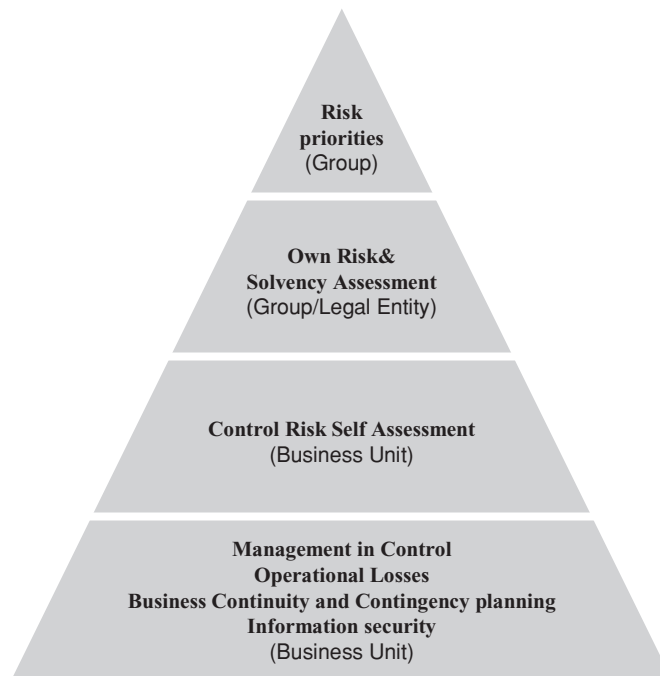 Risk
priorities
(Group)
Own Risk&
Solvency Assessment
(Group/Legal Entity)
Control Risk Self Assessment
(Business Unit)
Management in Control
Operational Losses
Business Continuity and Contingency planning
Information security
(Business Unit)